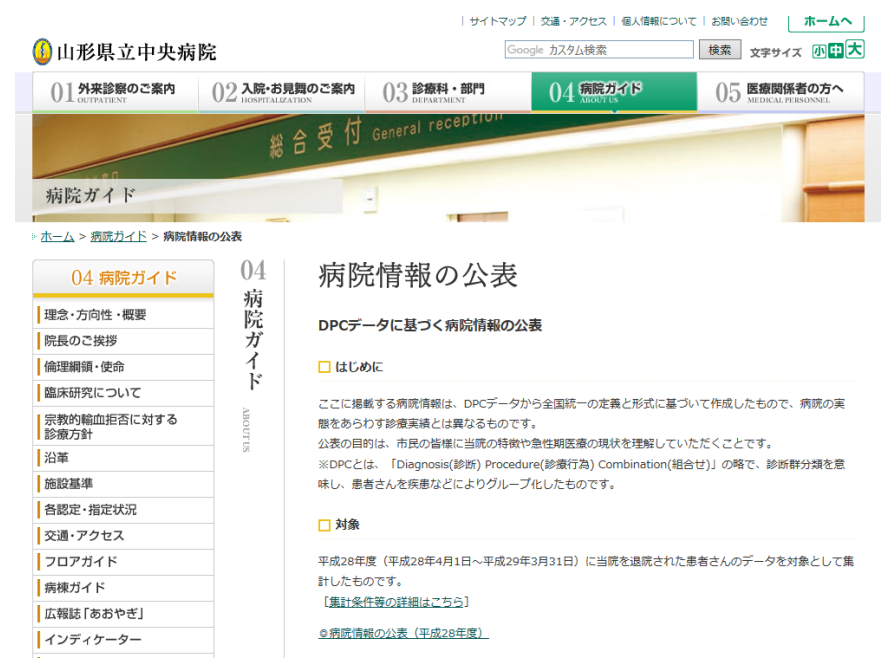 サイトマップ | 交通・アクセス | 個人情報について | お問い合わせ ホームへ
山形県立中央病院
Google カスタム検索 検索 文字サイズ 小 中 大
01 外来診察のご案内 OUTPATIENT
02 入院・お見舞のご案内 HOSPITALIZATION
03 診療科・部門 DEPARTMENT
04 病院ガイド ABOUT US
05 医療関係者の方へ MEDICAL PERSONNEL
総合受付 General reception
病院ガイド
ホーム > 病院ガイド > 病院情報の公表
04 病院ガイド
理念・方向性・概要
院長のご挨拶
倫理綱領・使命
臨床研究について
宗教的輸血拒否に対する
診療方針
沿革
施設基準
各認定・指定状況
交通・アクセス
フロアガイド
病棟ガイド
広報誌「あおやぎ」
インディケーター
04 病院ガイド ABOUT US
病院情報の公表
DPCデータに基づく病院情報の公表
はじめに
ここに掲載する病院情報は、DPCデータから全国統一の定義と形式に基づいて作成したもので、病院の実
態をあらわす診療実績とは異なるものです。
公表の目的は、市民の皆様に当院の特徴や急性期医療の現状を理解していただくことです。
※DPCとは、「Diagnosis(診断) Procedure(診療行為) Combination(組合せ)」の略で、診断群分類を意
味し、患者さんを疾患などによりグループ化したものです。
対象
平成28年度（平成28年4月1日～平成29年3月31日）に当院を退院された患者さんのデータを対象として集
計したものです。
［集計条件等の詳細はこちら］
◎病院情報の公表（平成28年度）